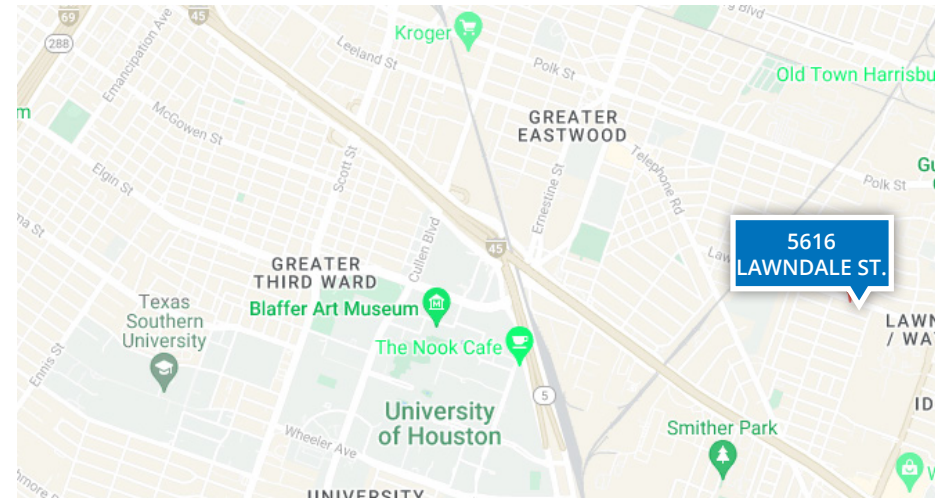 69
45
288
Emancipation Ave
Kroger
Leeland St
Polk St
Old Town Harrisbu
McGowen St
GREATER
EASTWOOD
Telephone Rd
Scott St
Elgin St
Ernestine St
Polk St
Gu
5616
LAWNDALE ST.
Cullen Blvd
45
GREATER
THIRD WARD
Law
Blaffer Art Museum
Texas
Southern
University
The Nook Cafe
LAWN
/ WA
Ennis St
5
University
of Houston
ID
Smither Park
Wheeler Ave
UNIVERSITY